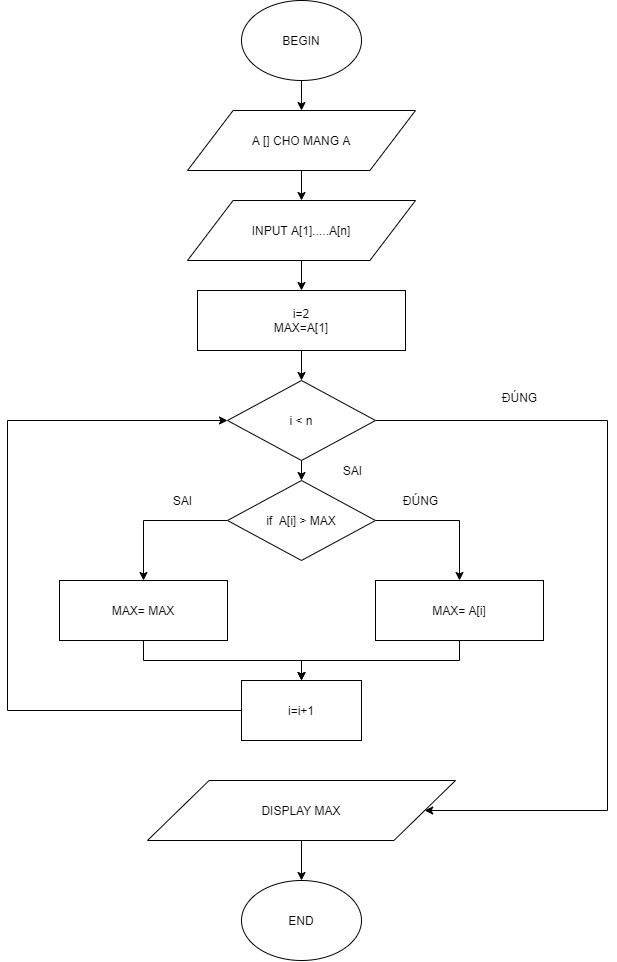 BEGIN
A [] CHO MANG A
INPUT A[1].....A[n]
i=2
MAX=A[1]
i < n
ĐÚNG
SAI
if  A[i] > MAX
SAI
ĐÚNG
MAX= MAX
MAX= A[i]
i=i+1
DISPLAY MAX
END